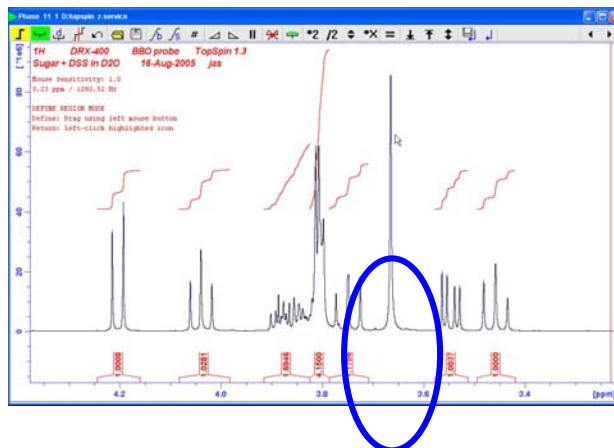 Phase 11 1 D:\topspin z-service
*2 /2 *X =
[*1e6]
1H DRX-400 BBO probe TopSpin 1.3
Sugar + DSS in D2O 16-Aug-2005 jas
Mouse Sensitivity: 1.0
3.23 ppm / 1292.52 Hz
DEFINE REGION MODE
Define: Drag using left mouse button
Return: Left-click highlighted icon
80
60
40
20
0
1.0008
1.0281
4.1500
1.0037
1.0000
4.2 4.0 3.8 3.6 3.4 [ppm]